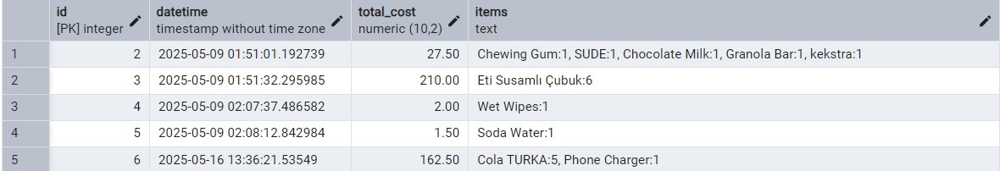 id datetime total_cost items
[PK] integer timestamp without time zone numeric (10,2) text
1 2 2025-05-09 01:51:01.192739 27.50 Chewing Gum:1, SUDE:1, Chocolate Milk:1, Granola Bar:1, kekstra:1
2 3 2025-05-09 01:51:32.295985 210.00 Eti Susamlı Çubuk:6
3 4 2025-05-09 02:07:37.486582 2.00 Wet Wipes:1
4 5 2025-05-09 02:08:12.842984 1.50 Soda Water:1
5 6 2025-05-16 13:36:21.53549 162.50 Cola TURKA:5, Phone Charger:1